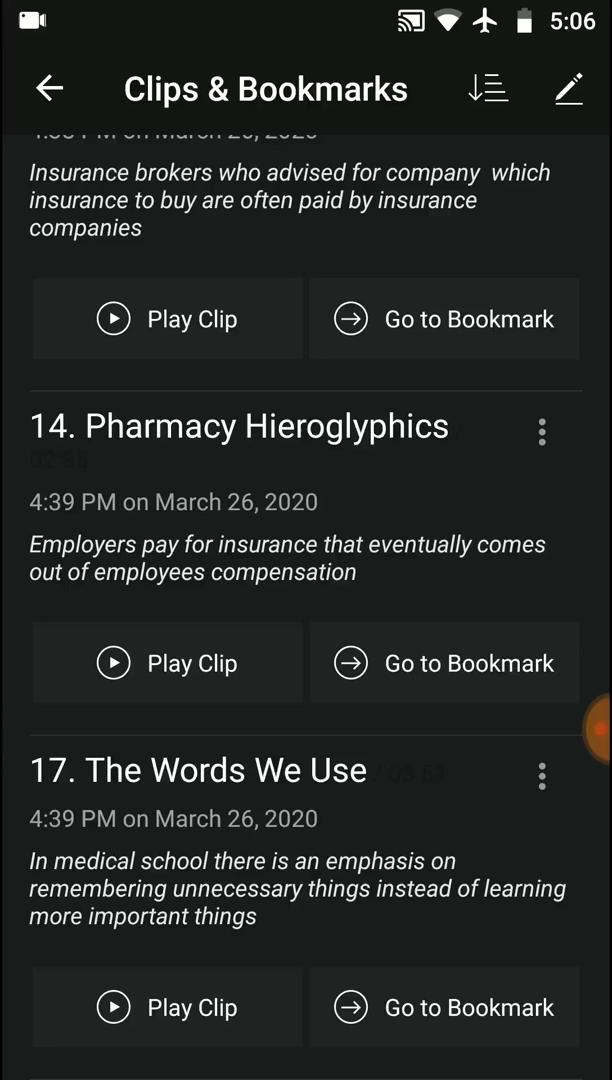 5:06
Clips & Bookmarks
Insurance brokers who advised for company which
insurance to buy are often paid by insurance
companies
Play Clip
Go to Bookmark
14. Pharmacy Hieroglyphics
4:39 PM on March 26, 2020
Employers pay for insurance that eventually comes
out of employees compensation
Play Clip
Go to Bookmark
17. The Words We Use
4:39 PM on March 26, 2020
In medical school there is an emphasis on
remembering unnecessary things instead of learning
more important things
Play Clip
Go to Bookmark